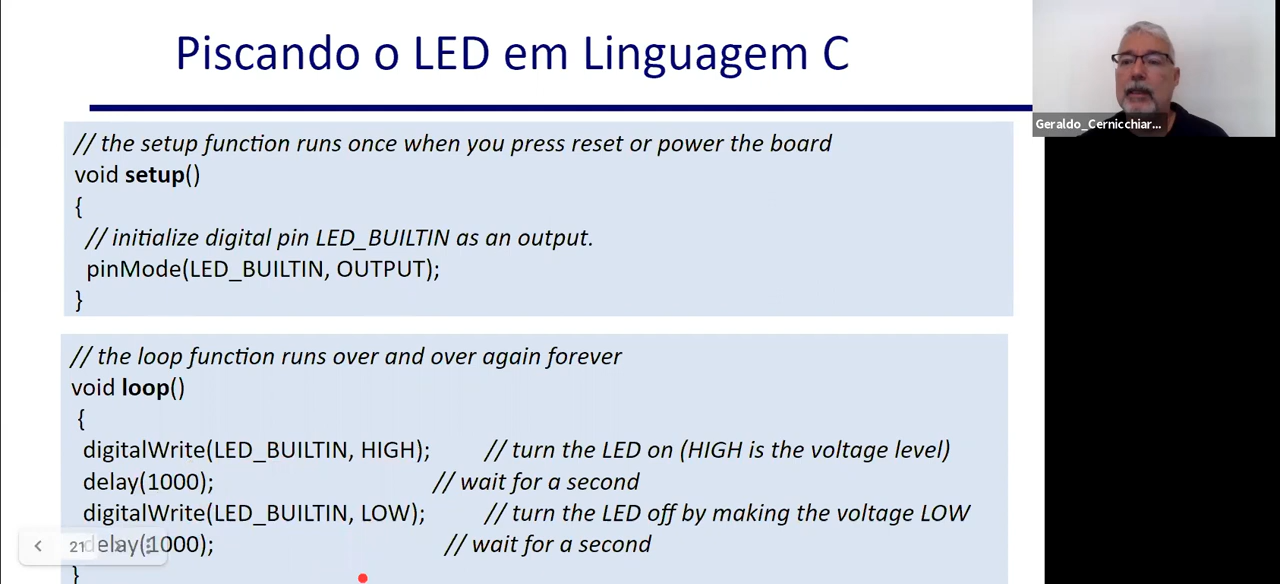 Piscando o LED em Linguagem C
Geraldo_Cernicchiar...
// the setup function runs once when you press reset or power the board
void setup()
{
// initialize digital pin LED_BUILTIN as an output.
pinMode(LED_BUILTIN, OUTPUT);
}
// the loop function runs over and over again forever
void loop()
{
digitalWrite(LED_BUILTIN, HIGH); // turn the LED on (HIGH is the voltage level)
delay(1000); // wait for a second
digitalWrite(LED_BUILTIN, LOW); // turn the LED off by making the voltage LOW
delay(1000); // wait for a second
21
}